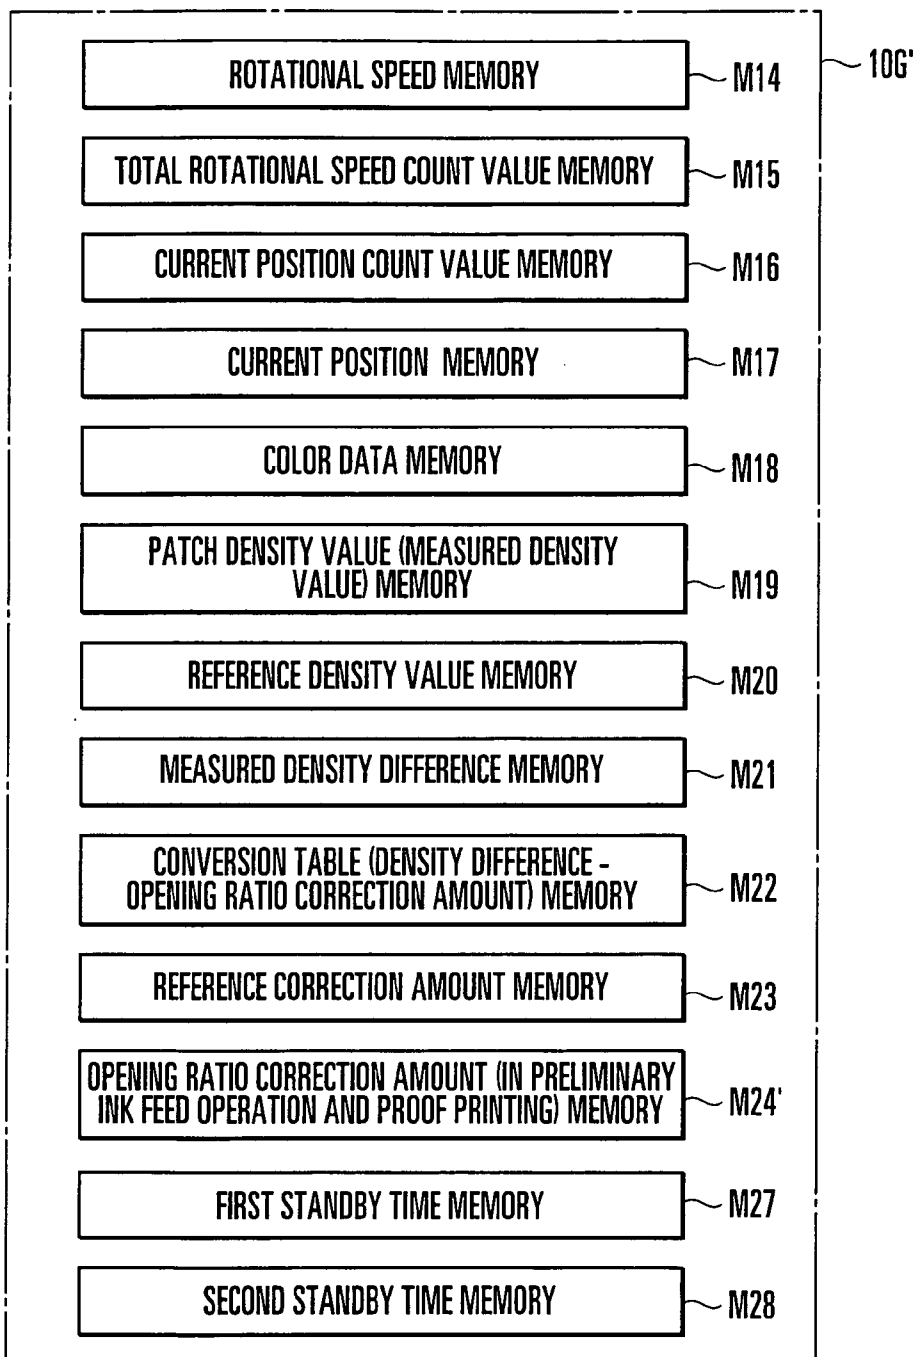 ROTATIONAL SPEED MEMORY
M14
10G'
TOTAL ROTATIONAL SPEED COUNT VALUE MEMORY
M15
CURRENT POSITION COUNT VALUE MEMORY
M16
CURRENT POSITION MEMORY
M17
COLOR DATA MEMORY
M18
PATCH DENSITY VALUE (MEASURED DENSITY
VALUE) MEMORY
M19
REFERENCE DENSITY VALUE MEMORY
M20
MEASURED DENSITY DIFFERENCE MEMORY
M21
CONVERSION TABLE (DENSITY DIFFERENCE -
OPENING RATIO CORRECTION AMOUNT) MEMORY
M22
REFERENCE CORRECTION AMOUNT MEMORY
M23
OPENING RATIO CORRECTION AMOUNT (IN PRELIMINARY
INK FEED OPERATION AND PROOF PRINTING) MEMORY
M24'
FIRST STANDBY TIME MEMORY
M27
SECOND STANDBY TIME MEMORY
M28